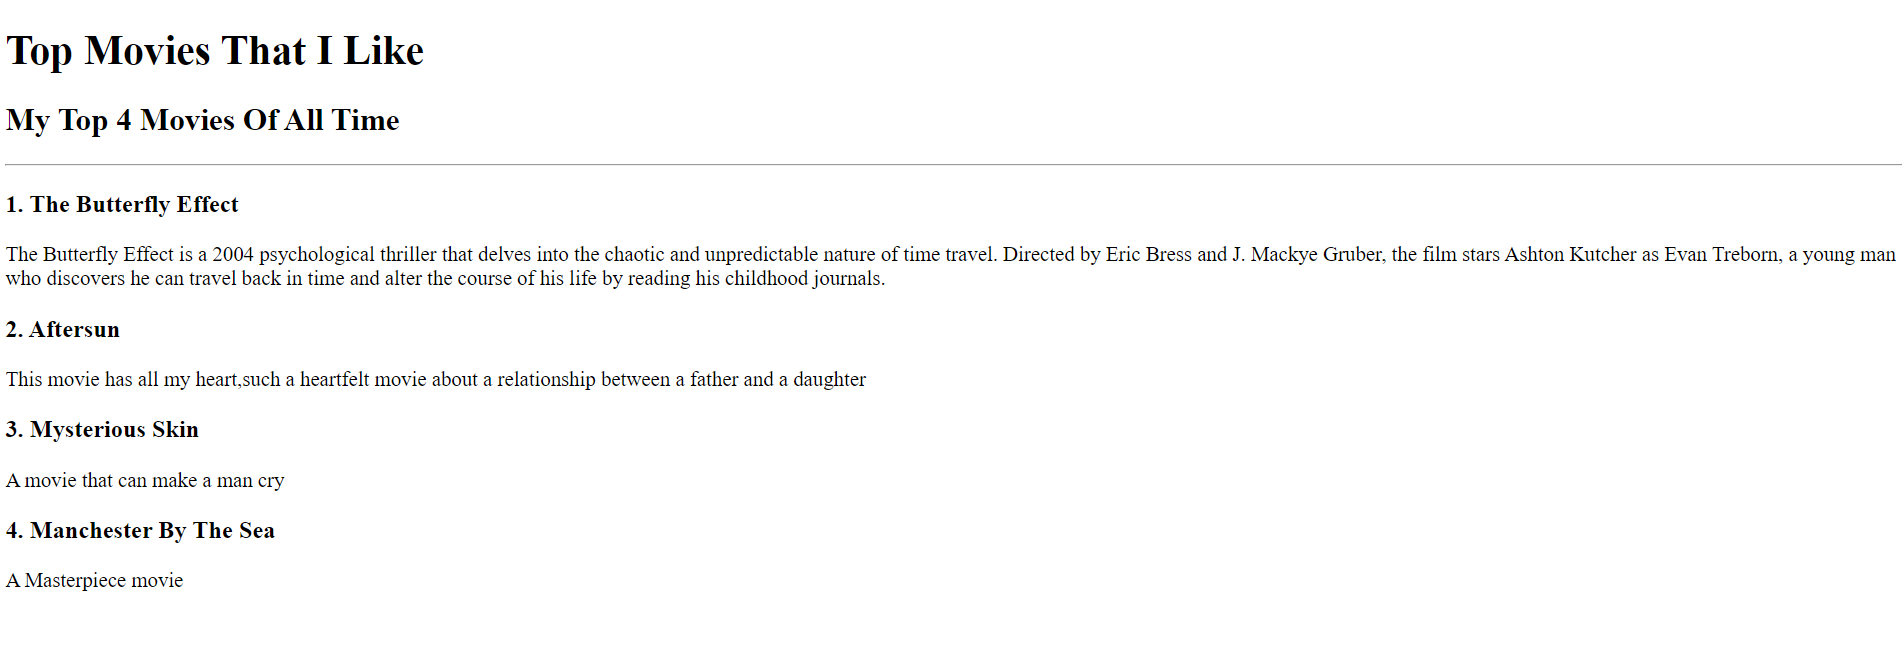 Top Movies That I Like
My Top 4 Movies Of All Time
1. The Butterfly Effect
The Butterfly Effect is a 2004 psychological thriller that delves into the chaotic and unpredictable nature of time travel. Directed by Eric Bress and J. Mackye Gruber, the film stars Ashton Kutcher as Evan Treborn, a young man
who discovers he can travel back in time and alter the course of his life by reading his childhood journals.
2. Aftersun
This movie has all my heart,such a heartfelt movie about a relationship between a father and a daughter
3. Mysterious Skin
A movie that can make a man cry
4. Manchester By The Sea
A Masterpiece movie